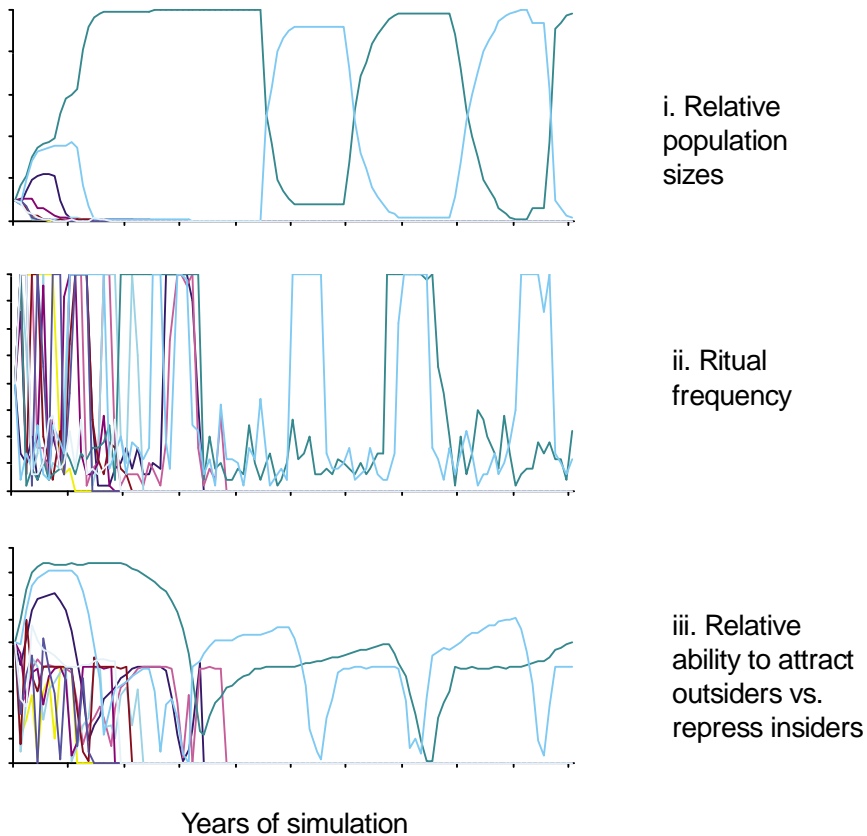 i. Relative
population
sizes
ii. Ritual
frequency
iii. Relative
ability to attract
outsiders vs.
repress insiders
Years of simulation